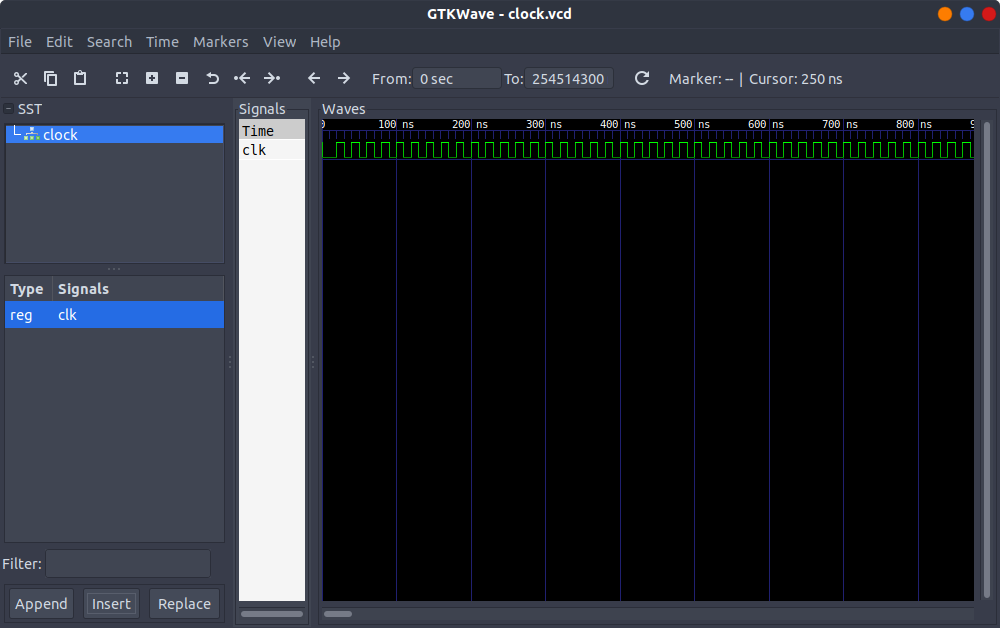 GTKWave - clock.vcd
File Edit Search Time Markers View Help
From: 0 sec To: 254514300 Marker: -- | Cursor: 250 ns
SST
clock
Type Signals
reg clk
Filter:
Append Insert Replace
Signals
Time
clk
Waves
0 100 ns 200 ns 300 ns 400 ns 500 ns 600 ns 700 ns 800 ns 9